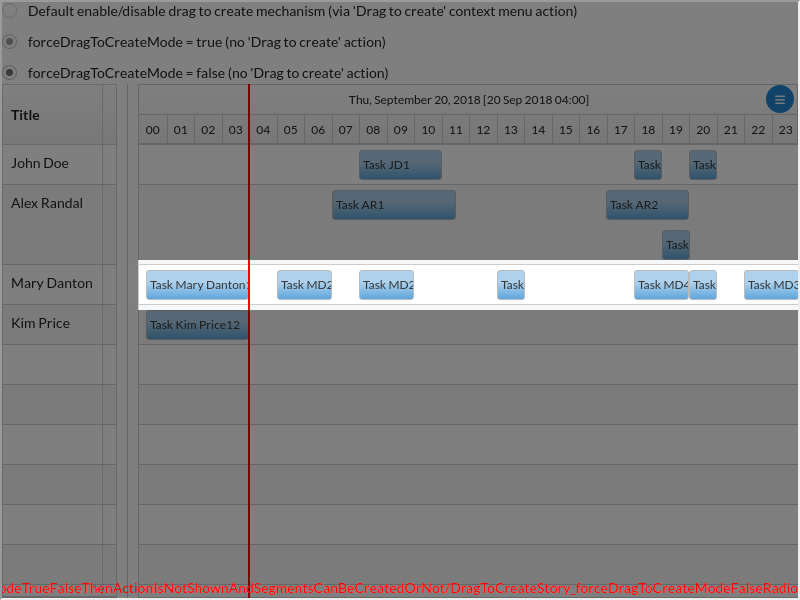 Default enable/disable drag to create mechanism (via 'Drag to create' context menu action)
forceDragToCreateMode = true (no 'Drag to create' action)
forceDragToCreateMode = false (no 'Drag to create' action)
Title
Thu, September 20, 2018 [20 Sep 2018 04:00]
00 01 02 03 04 05 06 07 08 09 10 11 12 13 14 15 16 17 18 19 20 21 22 23
John Doe Task JD1 Task Task
Alex Randal Task AR1 Task AR2
Task
Mary Danton Task Mary Danton Task MD2 Task MD2 Task Task MD4 Task Task MD3
Kim Price Task Kim Price12
odeTrueFalseThenActionIsNotShownAndSegmentsCanBeCreatedOrNot/DragToCreateStory_forceDragToCreateModeFalseRadio